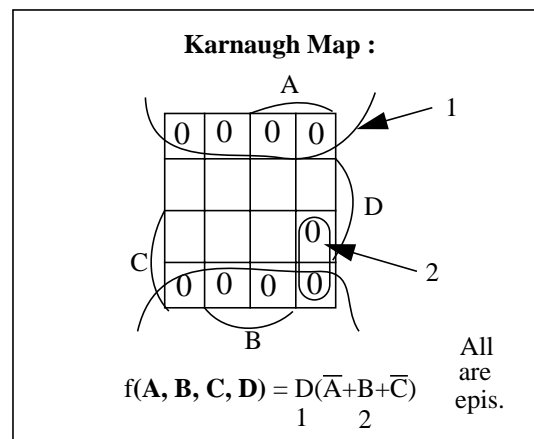 Karnaugh Map :
A
1
0 0 0 0
D
0
C
2
0 0 0 0
B
All
are
epis.
f(A, B, C, D) = D(A̅+B+C̅)
1 2